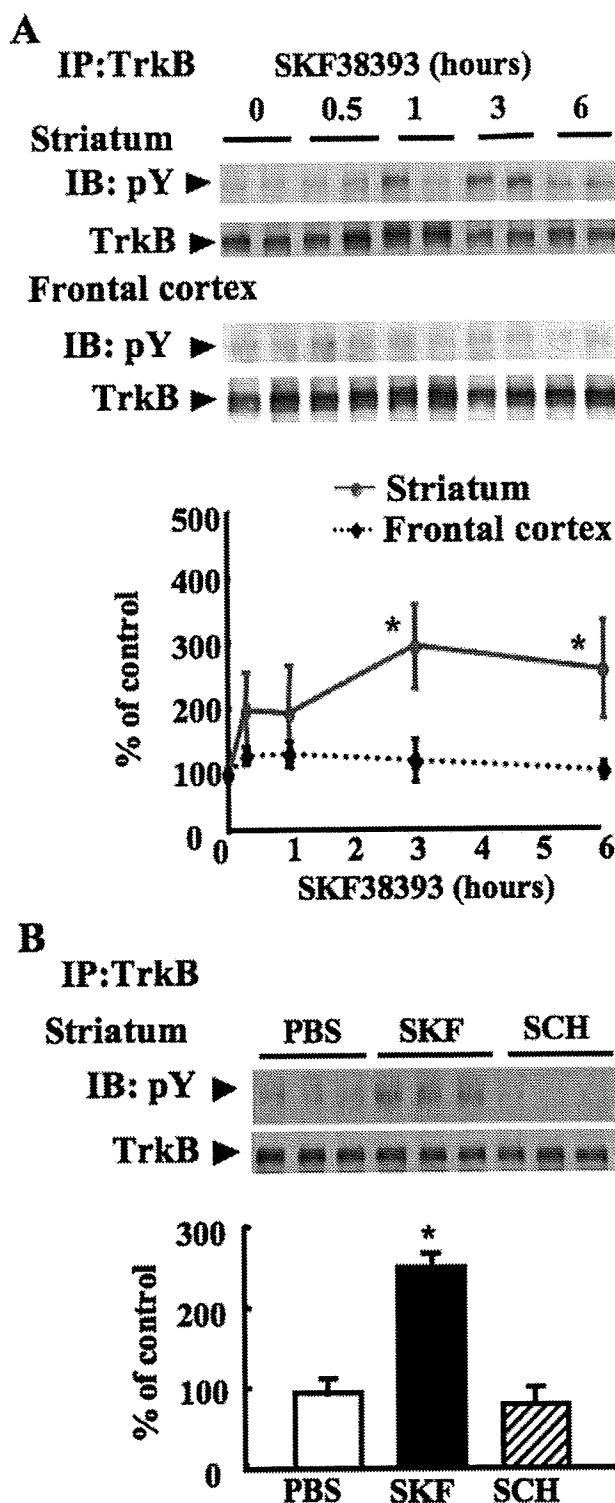 A
IP:TrkB SKF38393 (hours)
0 0.5 1 3 6
Striatum
IB: pY
TrkB
Frontal cortex
IB: pY
TrkB
Striatum
Frontal cortex
500
400
300
200
100
0
% of control
* *
0 1 2 3 4 5 6
SKF38393 (hours)
B
IP:TrkB
Striatum PBS SKF SCH
IB: pY
TrkB
300
200
100
0
% of control
*
PBS SKF SCH